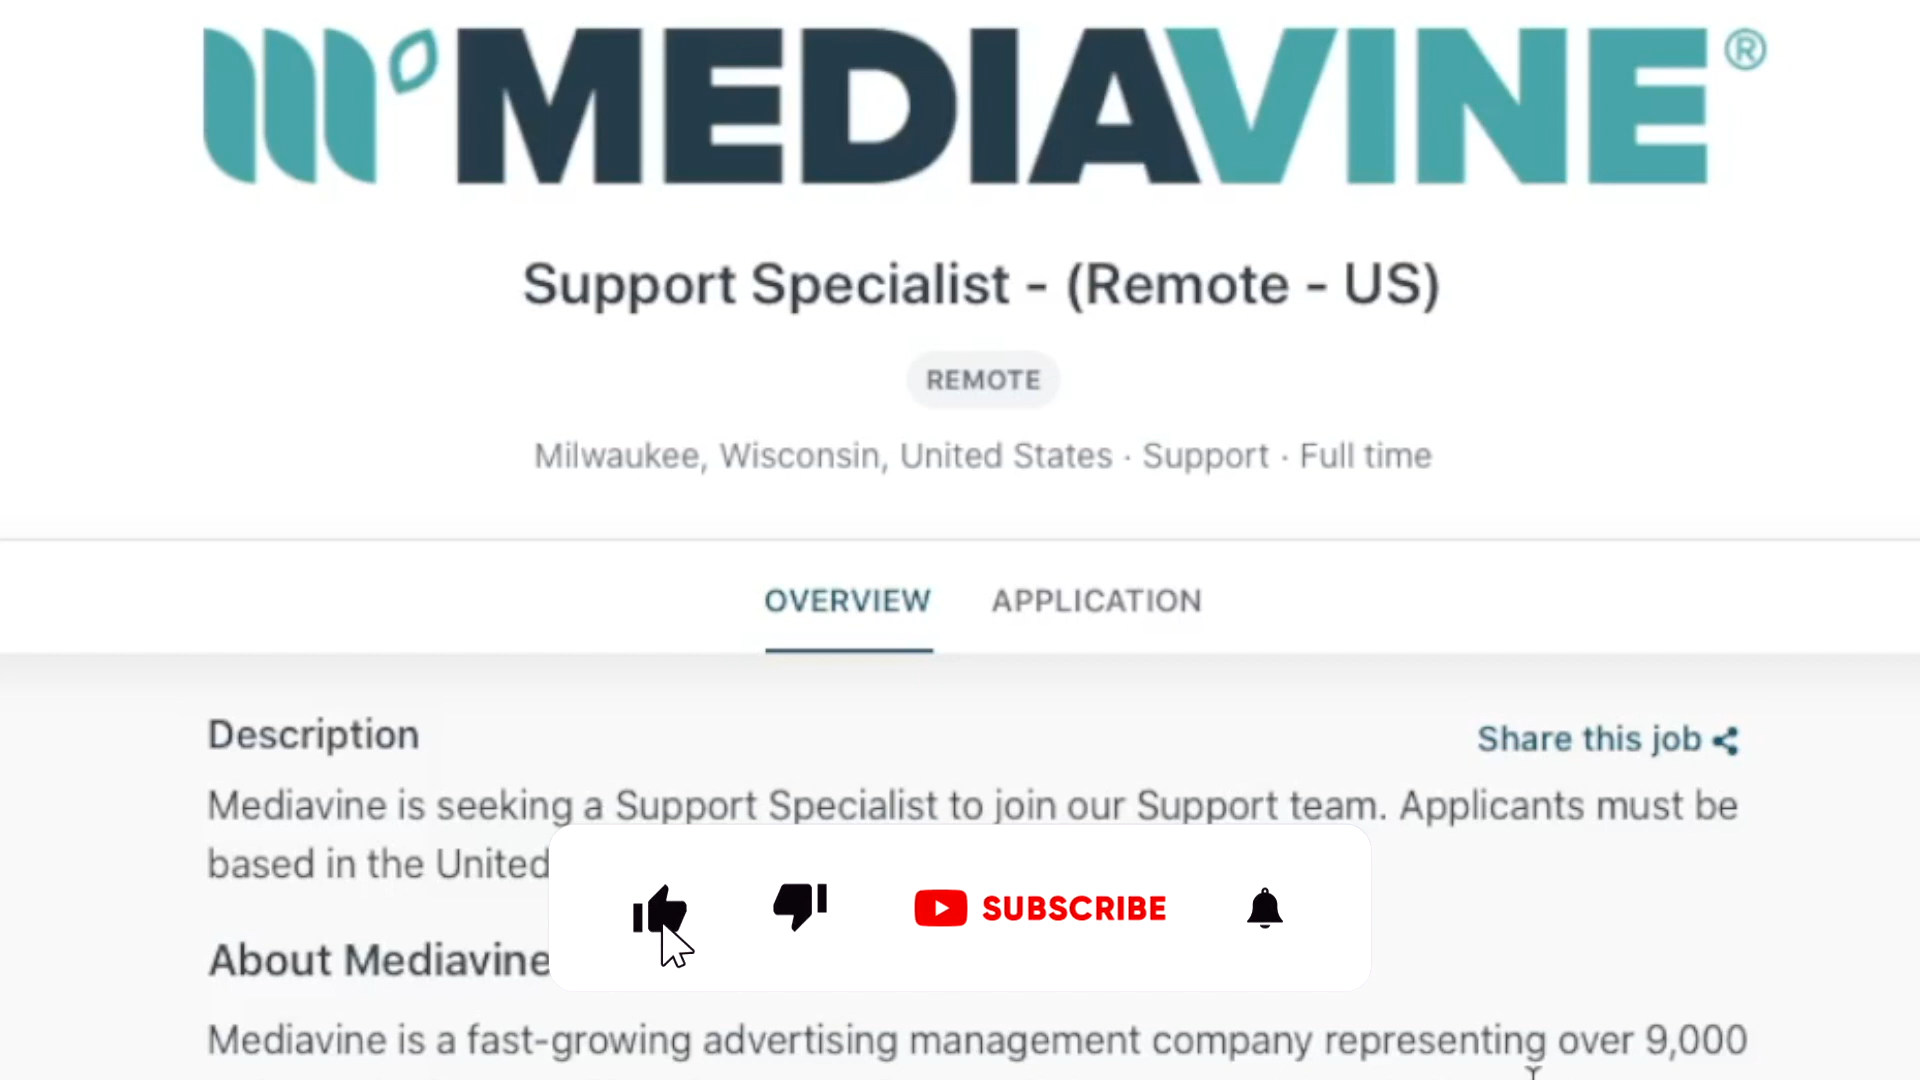 MEDIAVINE®
Support Specialist - (Remote - US)
REMOTE
Milwaukee, Wisconsin, United States · Support · Full time
OVERVIEW APPLICATION
Description
Share this job
Mediavine is seeking a Support Specialist to join our Support team. Applicants must be
based in the United
SUBSCRIBE
About Mediavine
Mediavine is a fast-growing advertising management company representing over 9,000